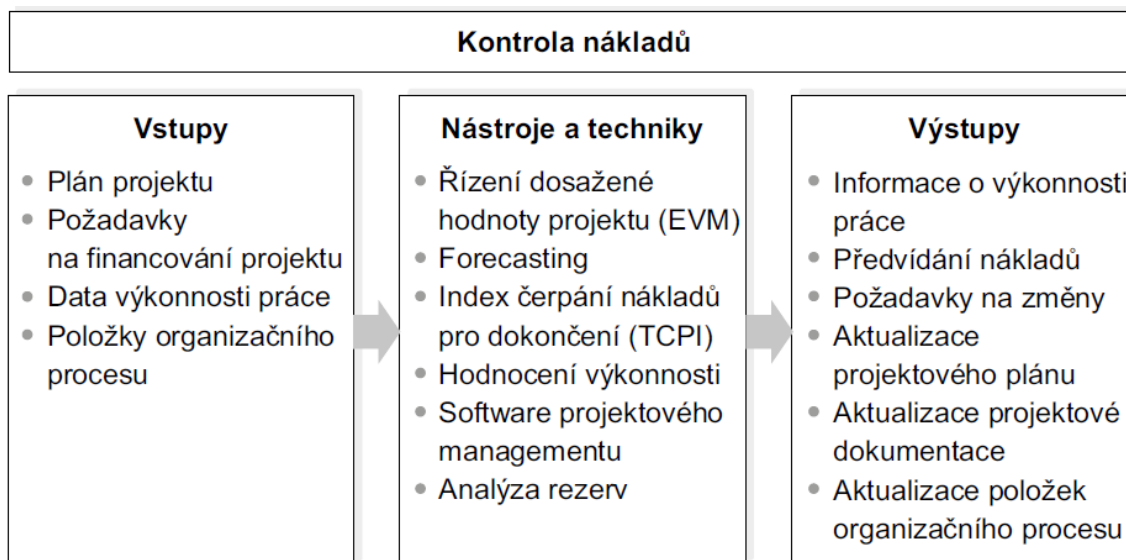 Kontrola nákladů
Vstupy
• Plán projektu
• Požadavky
na financování projektu
• Data výkonnosti práce
• Položky organizačního
procesu
Nástroje a techniky
• Řízení dosažené
hodnoty projektu (EVM)
• Forecasting
• Index čerpání nákladů
pro dokončení (TCPI)
• Hodnocení výkonnosti
• Software projektového
managementu
• Analýza rezerv
Výstupy
• Informace o výkonnosti
práce
• Předvídání nákladů
• Požadavky na změny
• Aktualizace
projektového plánu
• Aktualizace projektové
dokumentace
• Aktualizace položek
organizačního procesu